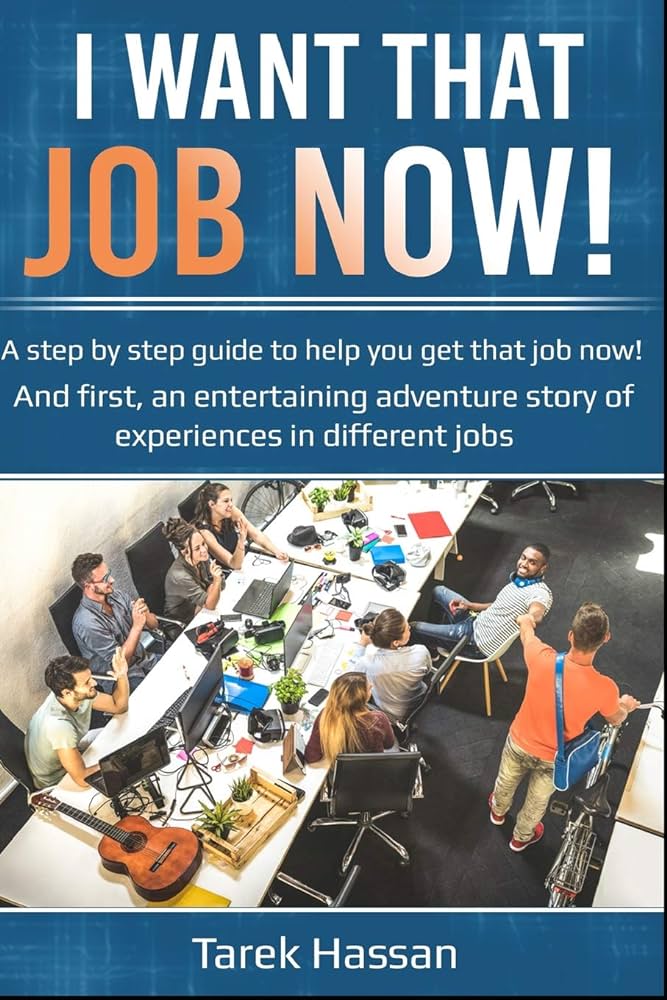 I WANT THAT
JOB NOW!
A step by step guide to help you get that job now!
And first, an entertaining adventure story of
experiences in different jobs
Tarek Hassan